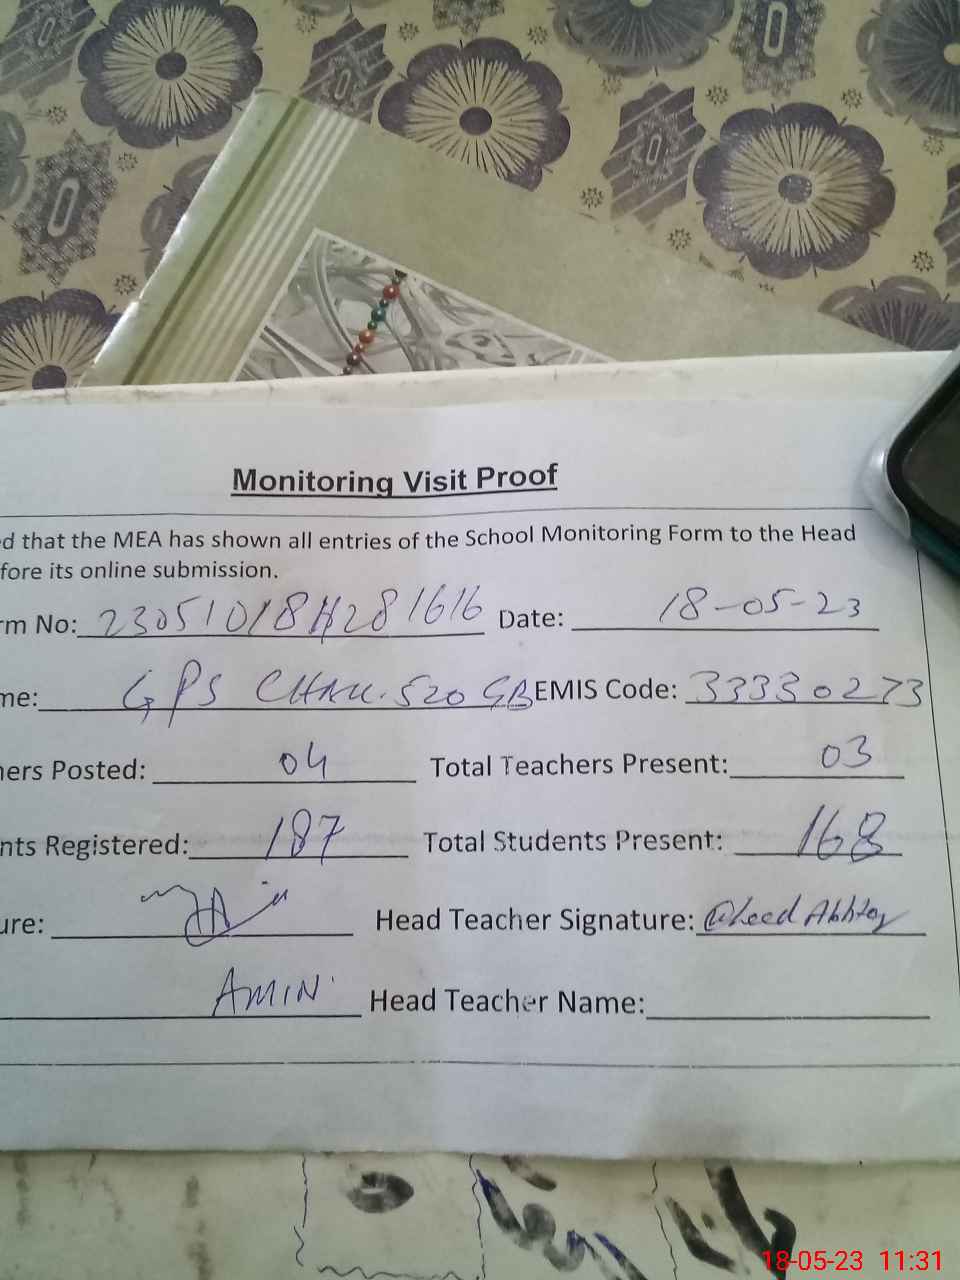 Monitoring Visit Proof
ed that the MEA has shown all entries of the School Monitoring Form to the Head
fore its online submission.
rm No: Date: 18-05-23
me: GPS CHAK. 520 GB EMIS Code: 33330273
ers Posted: 04 Total Teachers Present: 03
nts Registered: 187 Total Students Present: 168
ure: Head Teacher Signature:
AMIN Head Teacher Name:
18-05-23 11:31